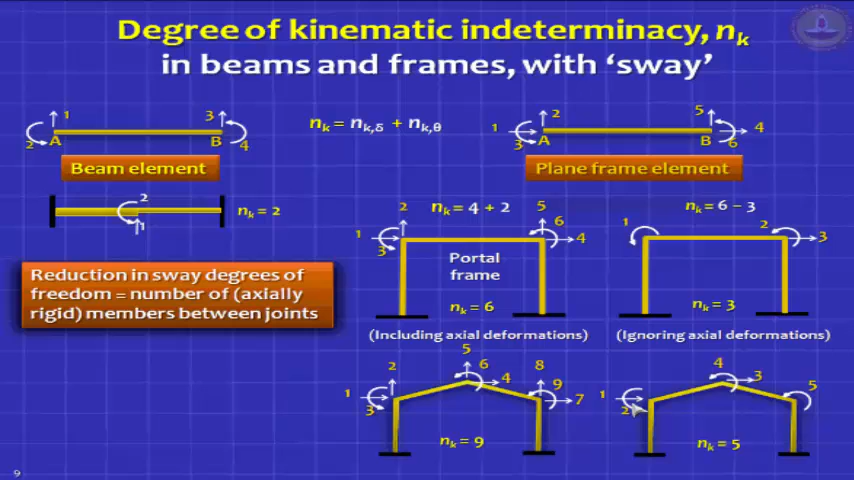 Degree of kinematic indeterminacy, nk
in beams and frames, with ‘sway’
1 2 A 3 B 4
Beam element
nk = nk,δ + nk,θ
1 2 3 A 5 B 4 6
Plane frame element
2 1
nk = 2
Reduction in sway degrees of
freedom = number of (axially
rigid) members between joints
nk = 4 + 2
1 2 3 5 6 4
Portal
frame
nk = 6
(Including axial deformations)
nk = 6 – 3
1 2 3
nk = 3
(Ignoring axial deformations)
1 2 3 5 6 4 8 9 7
nk = 9
1 2 4 3 5
nk = 5
9